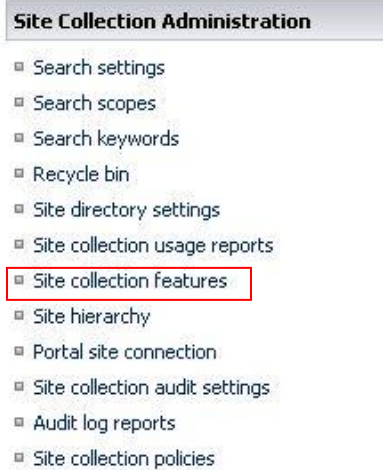 Site Collection Administration
Search settings
Search scopes
Search keywords
Recycle bin
Site directory settings
Site collection usage reports
Site collection features
Site hierarchy
Portal site connection
Site collection audit settings
Audit log reports
Site collection policies